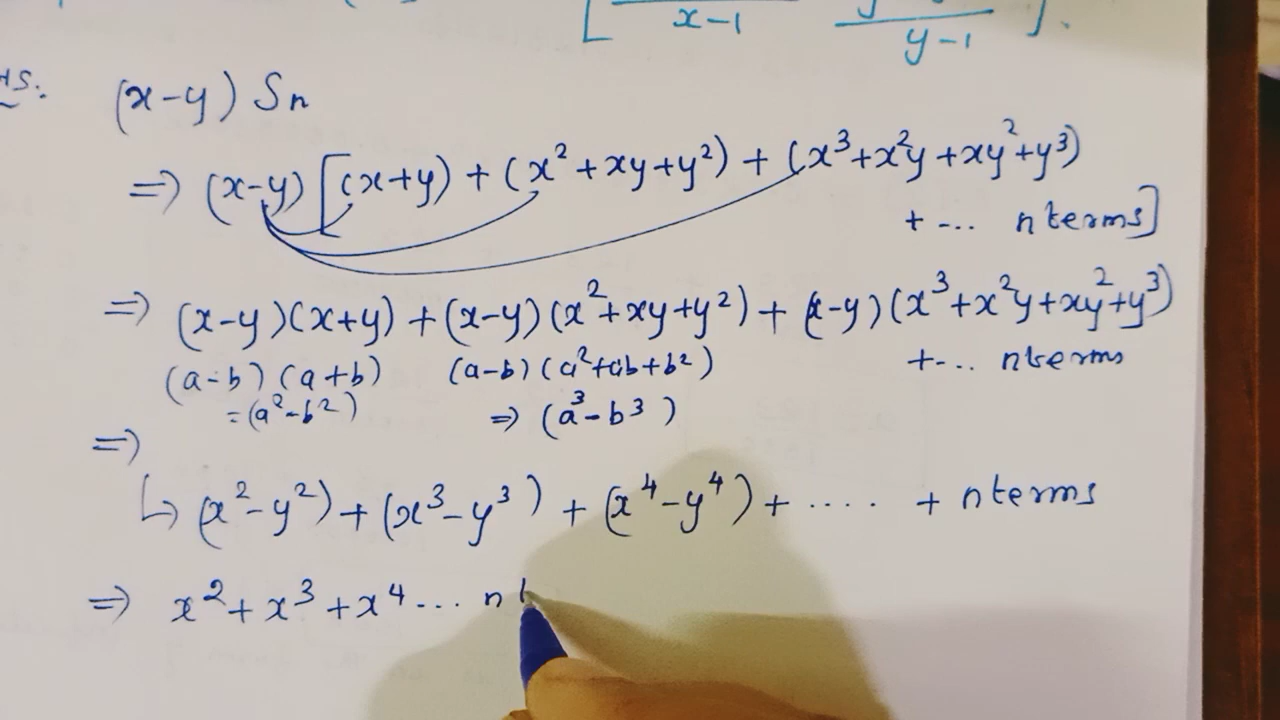 [ x-1 y-1 ].
(x-y) Sn
=> (x-y) [(x+y) + (x²+xy+y²) + (x³+x²y+xy²+y³)
+ -... n terms]
=> (x-y)(x+y) + (x-y)(x²+xy+y²) + (x-y)(x³+x²y+xy²+y³)
+-... n terms
(a-b) (a+b) (a-b)(a²+ab+b²)
=(a²-b²) => (a³-b³)
=>
↳ (x²-y²)+(x³-y³) + (x⁴-y⁴)+ ..... + n terms
=> x²+x³+x⁴... n t